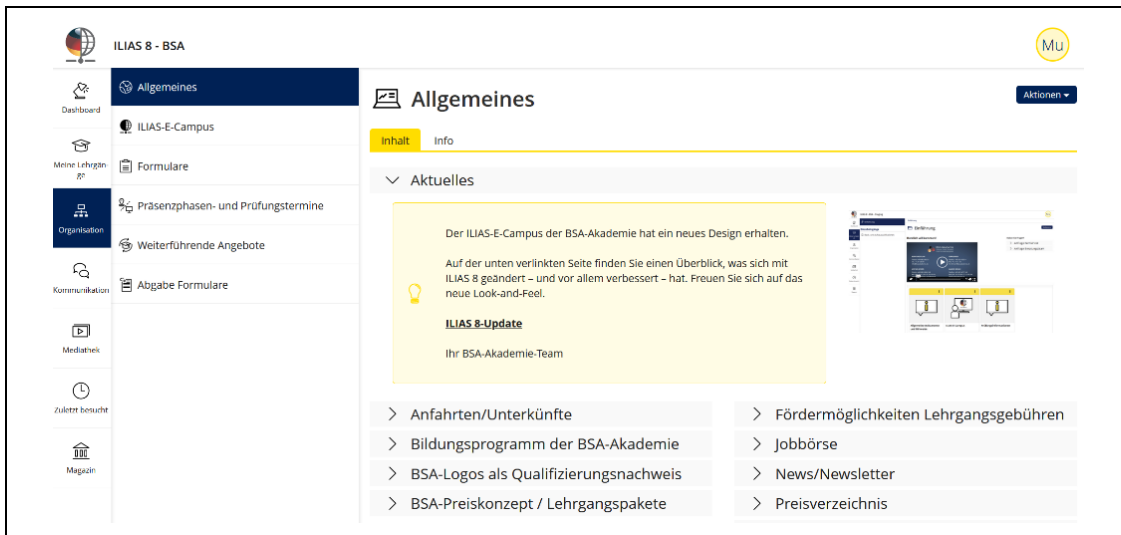 ILIAS 8 - BSA
Mu
Dashboard
Meine Lehrgän-
ge
Organisation
Kommunikation
Mediathek
Zuletzt besucht
Magazin
Allgemeines
ILIAS-E-Campus
Formulare
Präsenzphasen- und Prüfungstermine
Weiterführende Angebote
Abgabe Formulare
Allgemeines
Aktionen
Inhalt Info
Aktuelles
Der ILIAS-E-Campus der BSA-Akademie hat ein neues Design erhalten.
Auf der unten verlinkten Seite finden Sie einen Überblick, was sich mit
ILIAS 8 geändert – und vor allem verbessert – hat. Freuen Sie sich auf das
neue Look-and-Feel.
ILIAS 8-Update
Ihr BSA-Akademie-Team
Einführung
Anfahrten/Unterkünfte
Bildungsprogramm der BSA-Akademie
BSA-Logos als Qualifizierungsnachweis
BSA-Preiskonzept / Lehrgangspakete
Fördermöglichkeiten Lehrgangsgebühren
Jobbörse
News/Newsletter
Preisverzeichnis